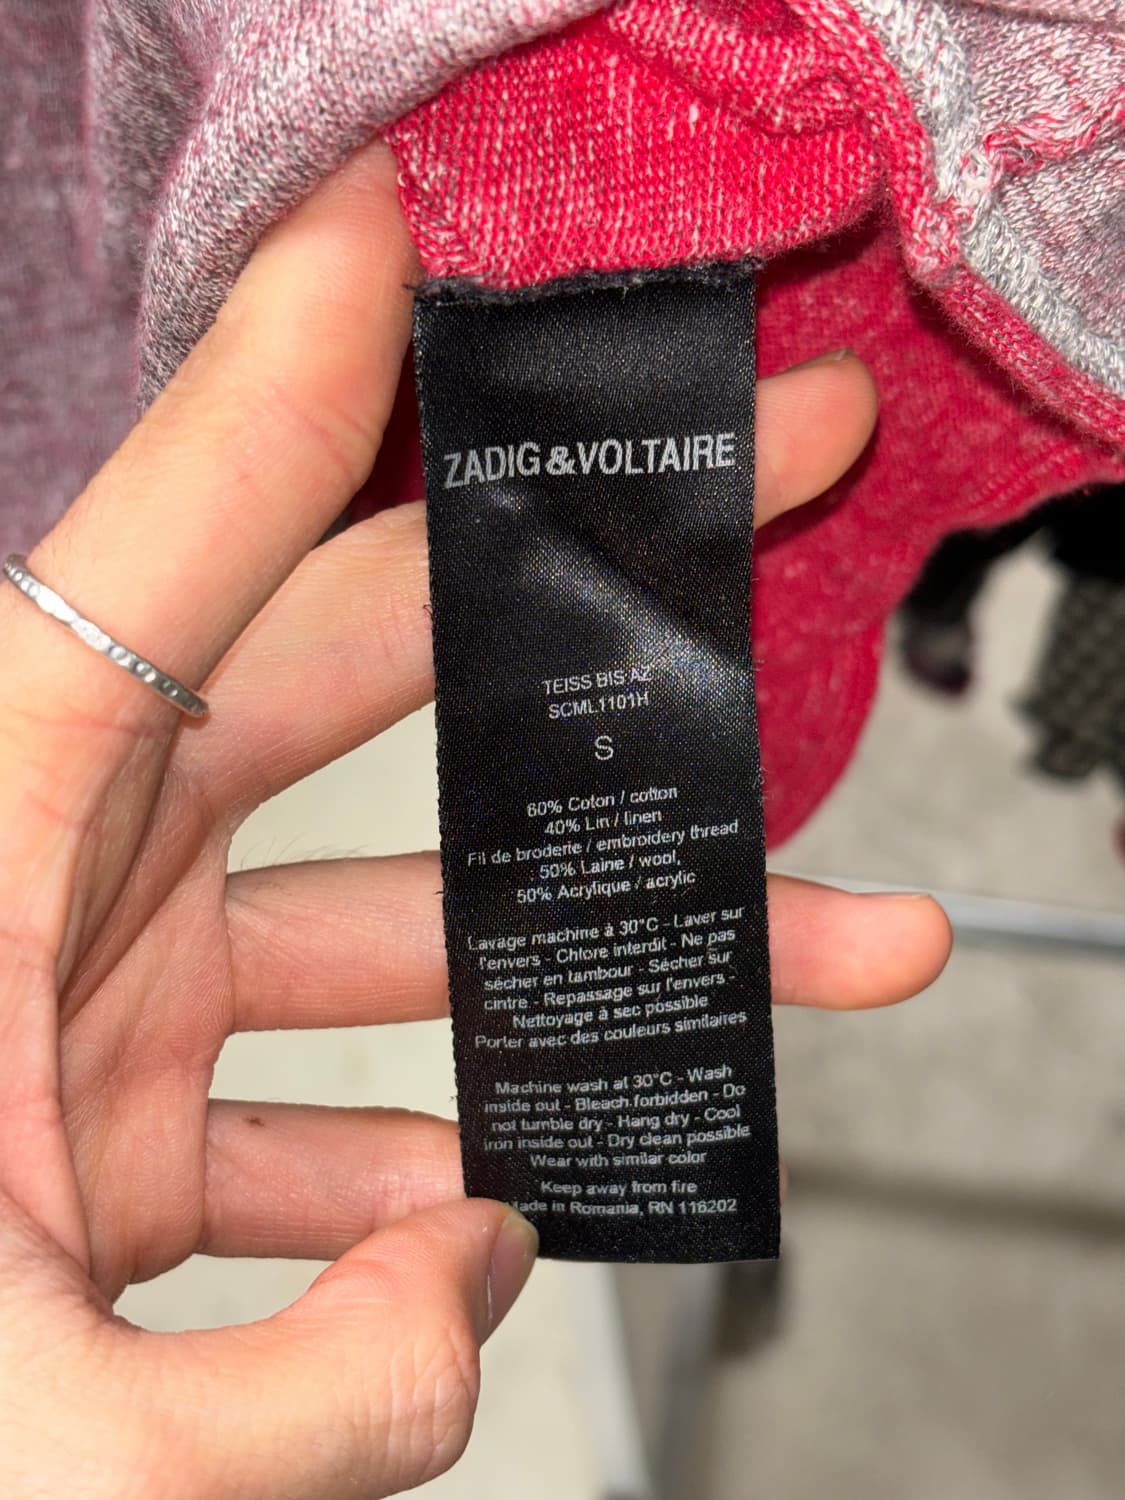 ZADIG&VOLTAIRE
TEISS BIS AZ
SCML1101H
S
60% Coton / cotton
40% Lin / linen
Fil de broderie / embroidery thread
50% Laine / wool,
50% Acrylique / acrylic
Lavage machine à 30°C - Laver sur
l'envers - Chlore interdit - Ne pas
sécher en tambour - Sécher sur
cintre - Repassage sur l'envers -
Nettoyage à sec possible
Porter avec des couleurs similaires
Machine wash at 30°C - Wash
inside out - Bleach forbidden - Do
not tumble dry - Hang dry - Cool
iron inside out - Dry clean possible
Wear with similar color
Keep away from fire
ade in Romania, RN 116202